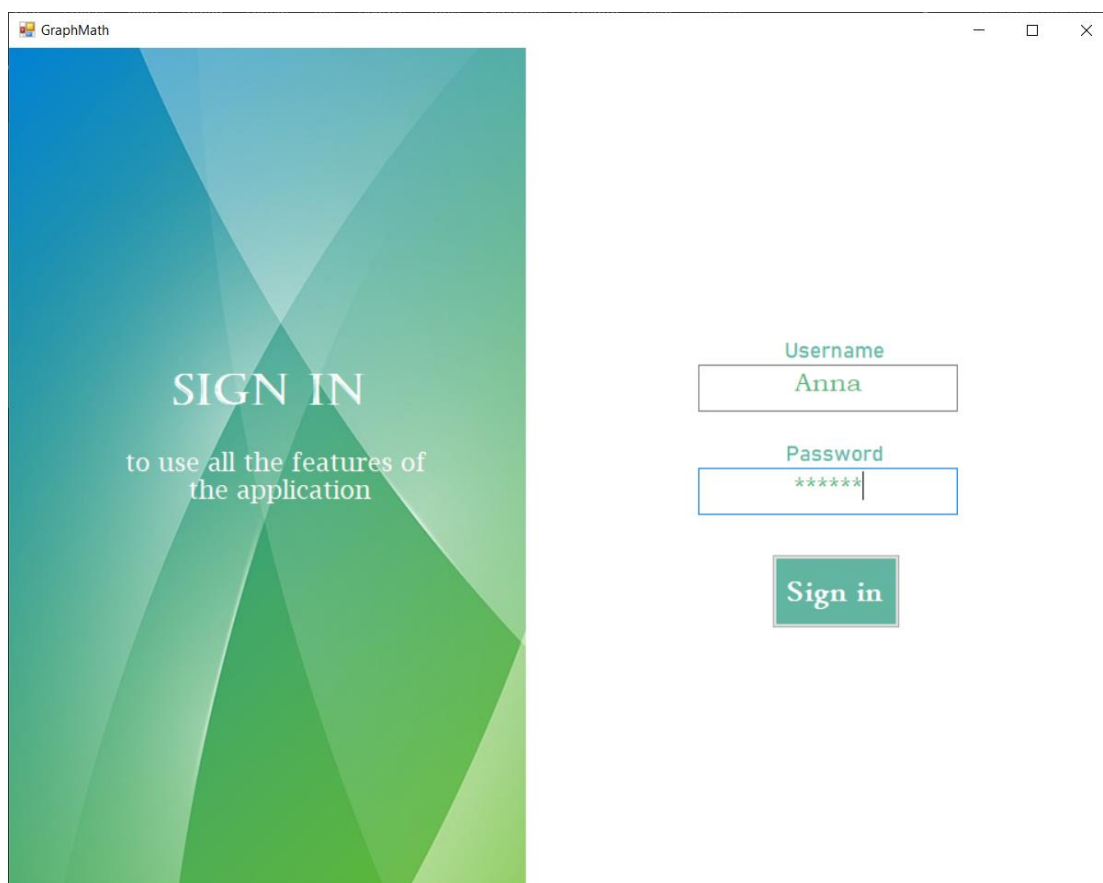 GraphMath
SIGN IN
to use all the features of
the application
Username
Anna
Password
******
Sign in